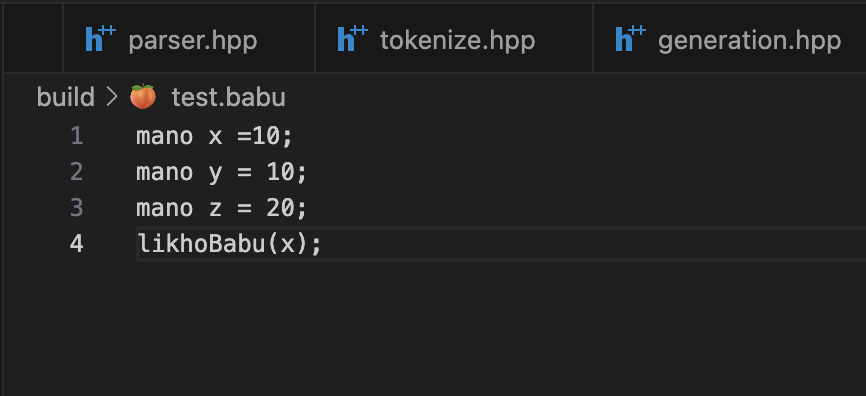 h++ parser.hpp h++ tokenize.hpp h++ generation.hpp
build > test.babu
1 mano x =10;
2 mano y = 10;
3 mano z = 20;
4 likhoBabu(x);